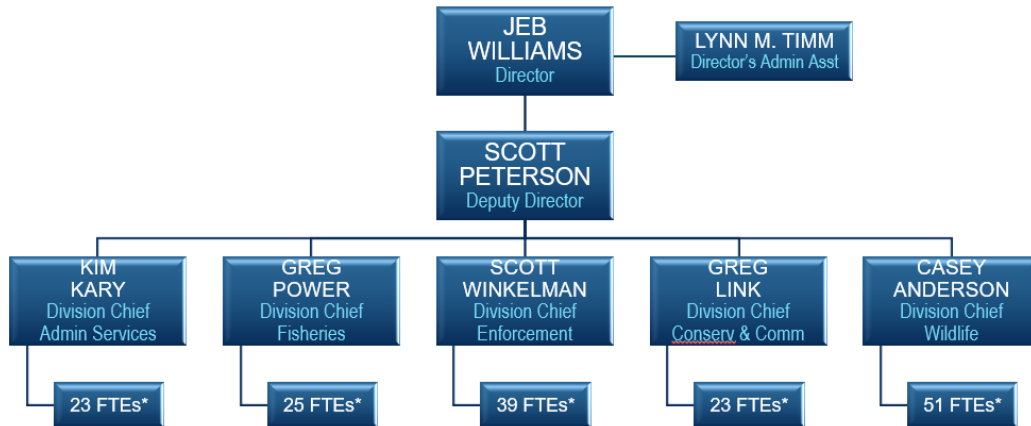 JEB
WILLIAMS
Director
LYNN M. TIMM
Director's Admin Asst
SCOTT
PETERSON
Deputy Director
KIM
KARY
Division Chief
Admin Services
GREG
POWER
Division Chief
Fisheries
SCOTT
WINKELMAN
Division Chief
Enforcement
GREG
LINK
Division Chief
Conserv & Comm
CASEY
ANDERSON
Division Chief
Wildlife
23 FTEs*
25 FTEs*
39 FTEs*
23 FTEs*
51 FTEs*